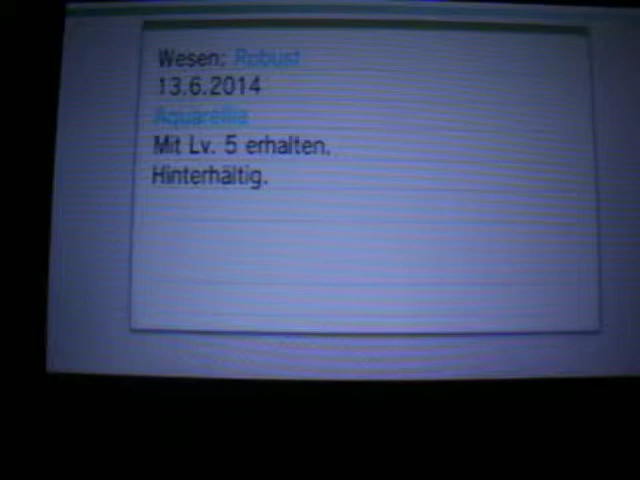 Wesen: Robust
13.6.2014
Aquarellia
Mit Lv. 5 erhalten.
Hinterhältig.